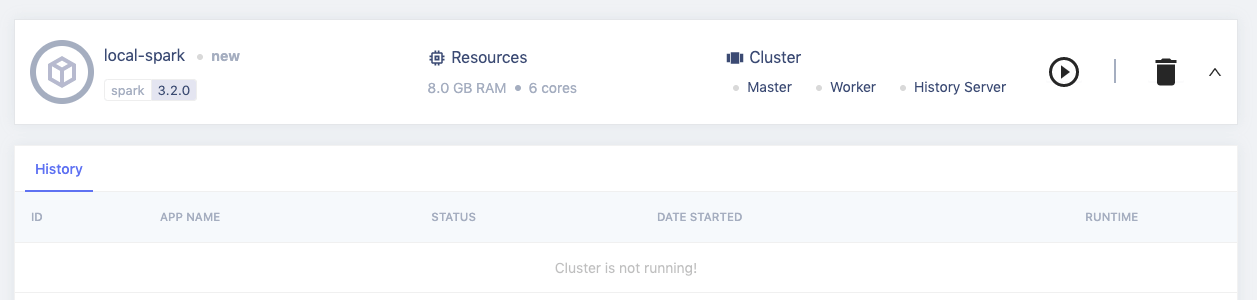 local-spark new
spark 3.2.0
Resources
8.0 GB RAM • 6 cores
Cluster
Master Worker History Server
History
ID APP NAME STATUS DATE STARTED RUNTIME
Cluster is not running!